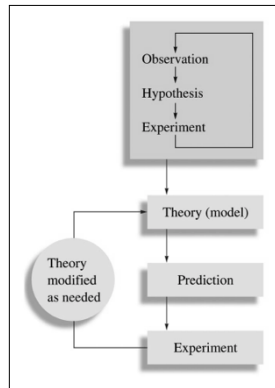 Observation
Hypothesis
Experiment
Theory (model)
Theory
modified
as needed
Prediction
Experiment